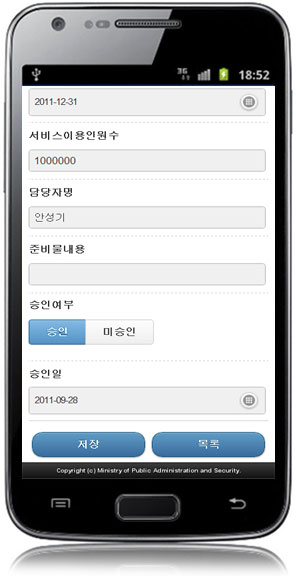 3G 18:52
2011-12-31
서비스이용인원수
1000000
담당자명
안성기
준비물내용
승인여부
승인 미승인
승인일
2011-09-28
저장 목록
Copyright (c) Ministry of Public Administration and Security.